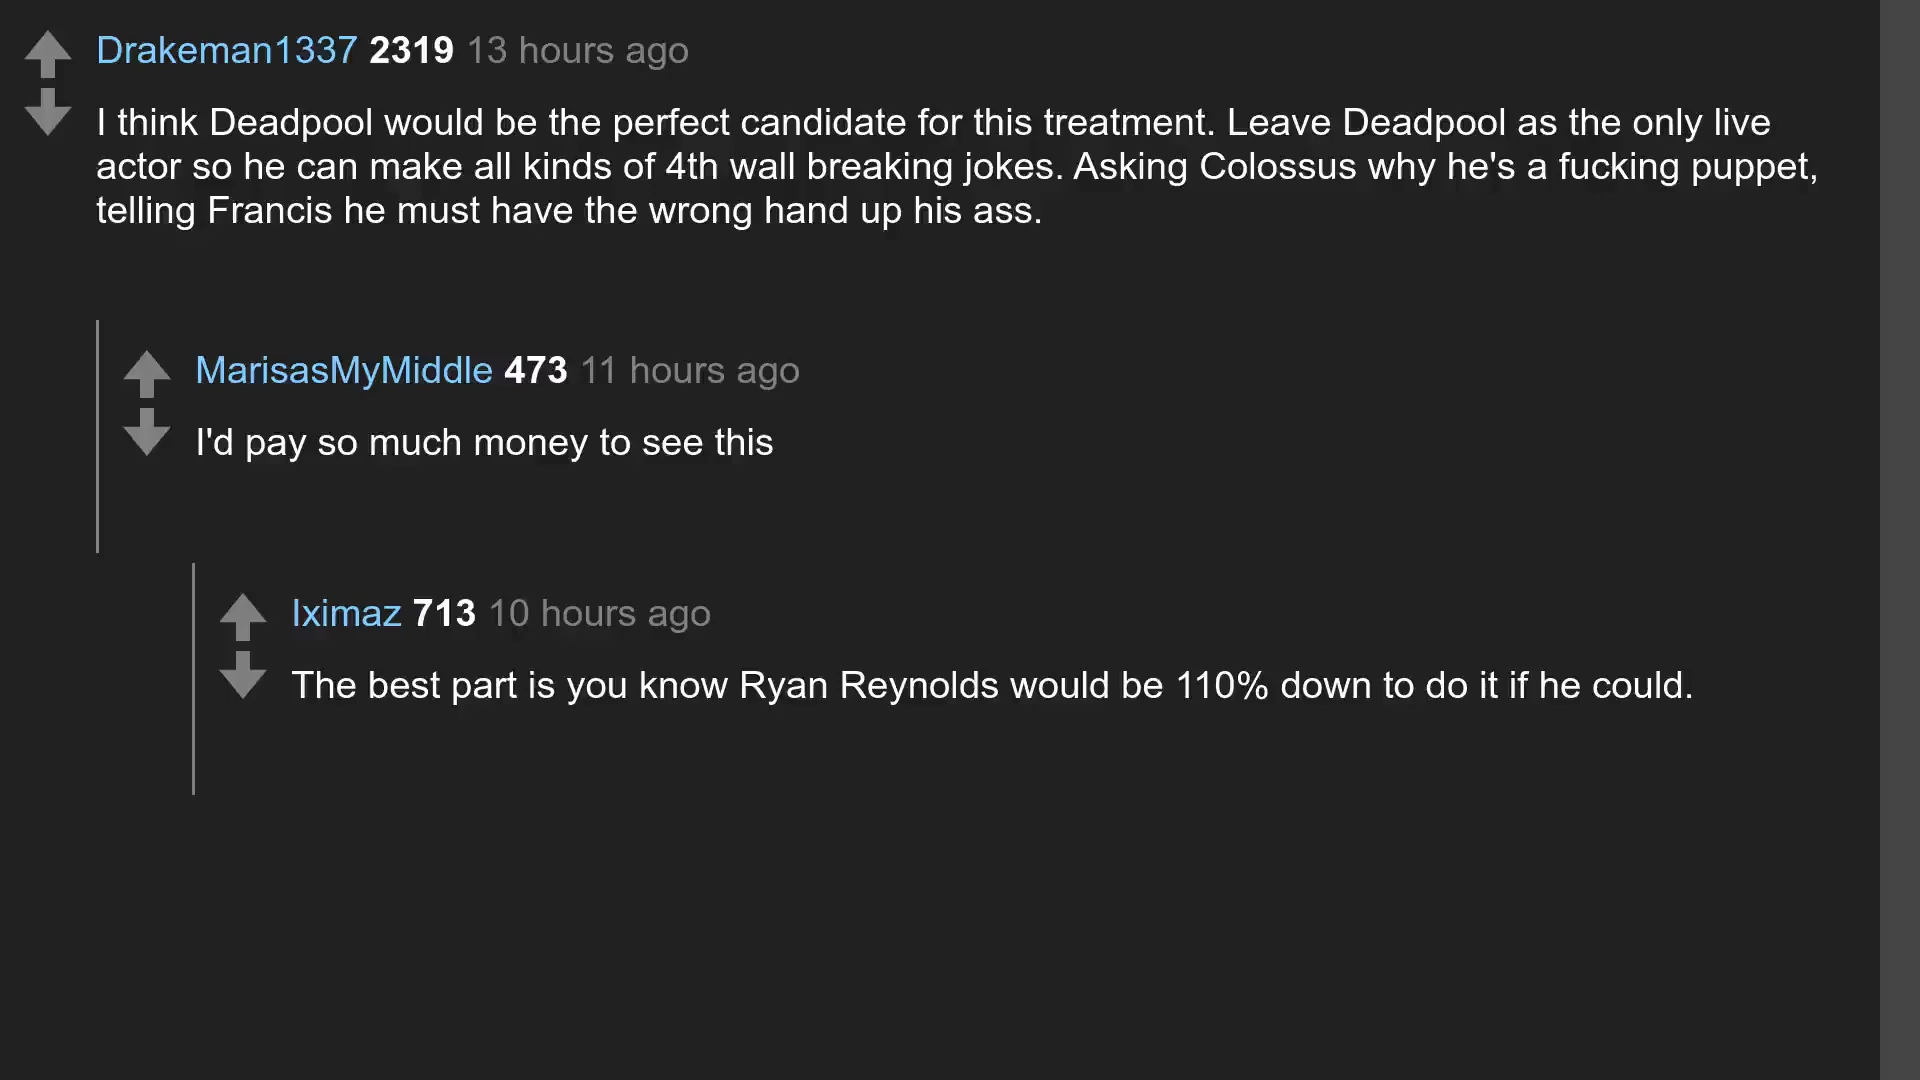 Drakeman1337 2319 13 hours ago
I think Deadpool would be the perfect candidate for this treatment. Leave Deadpool as the only live
actor so he can make all kinds of 4th wall breaking jokes. Asking Colossus why he's a fucking puppet,
telling Francis he must have the wrong hand up his ass.
MarisasMyMiddle 473 11 hours ago
I'd pay so much money to see this
Iximaz 713 10 hours ago
The best part is you know Ryan Reynolds would be 110% down to do it if he could.